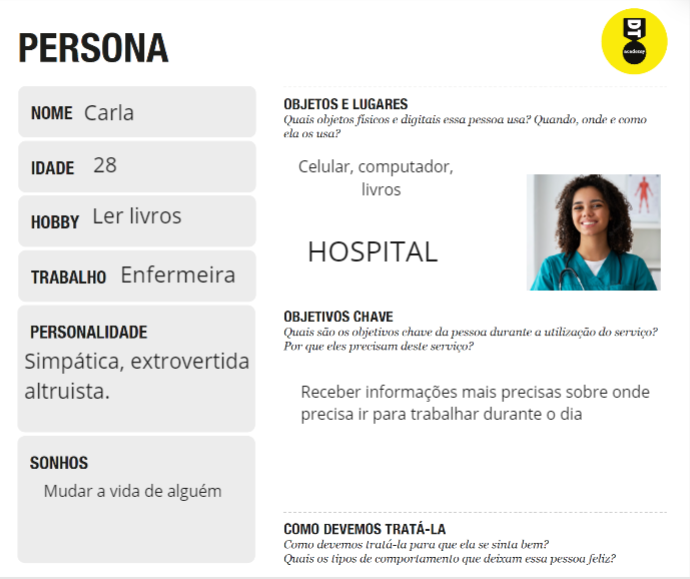 PERSONA
DT
academy
NOME Carla
IDADE 28
HOBBY Ler livros
TRABALHO Enfermeira
PERSONALIDADE
Simpática, extrovertida
altruista.
SONHOS
Mudar a vida de alguém
OBJETOS E LUGARES
Quais objetos físicos e digitais essa pessoa usa? Quando, onde e como
ela os usa?
Celular, computador,
livros
HOSPITAL
OBJETIVOS CHAVE
Quais são os objetivos chave da pessoa durante a utilização do serviço?
Por que eles precisam deste serviço?
Receber informações mais precisas sobre onde
precisa ir para trabalhar durante o dia
COMO DEVEMOS TRATÁ-LA
Como devemos tratá-la para que ela se sinta bem?
Quais os tipos de comportamento que deixam essa pessoa feliz?